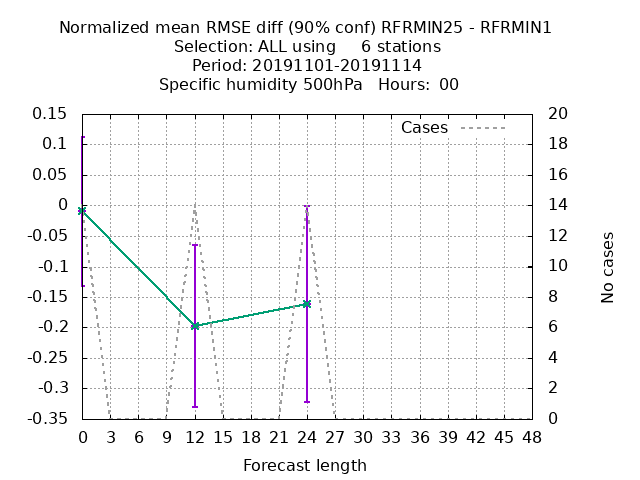 Normalized mean RMSE diff (90% conf) RFRMIN25 - RFRMIN1
Selection: ALL using     6 stations
Period: 20191101-20191114
Specific humidity 500hPa   Hours:  00
Cases
0.15
0.1
0.05
0
-0.05
-0.1
-0.15
-0.2
-0.25
-0.3
-0.35
20
18
16
14
12
10
8
6
4
2
0
No cases
0 3 6 9 12 15 18 21 24 27 30 33 36 39 42 45 48
Forecast length